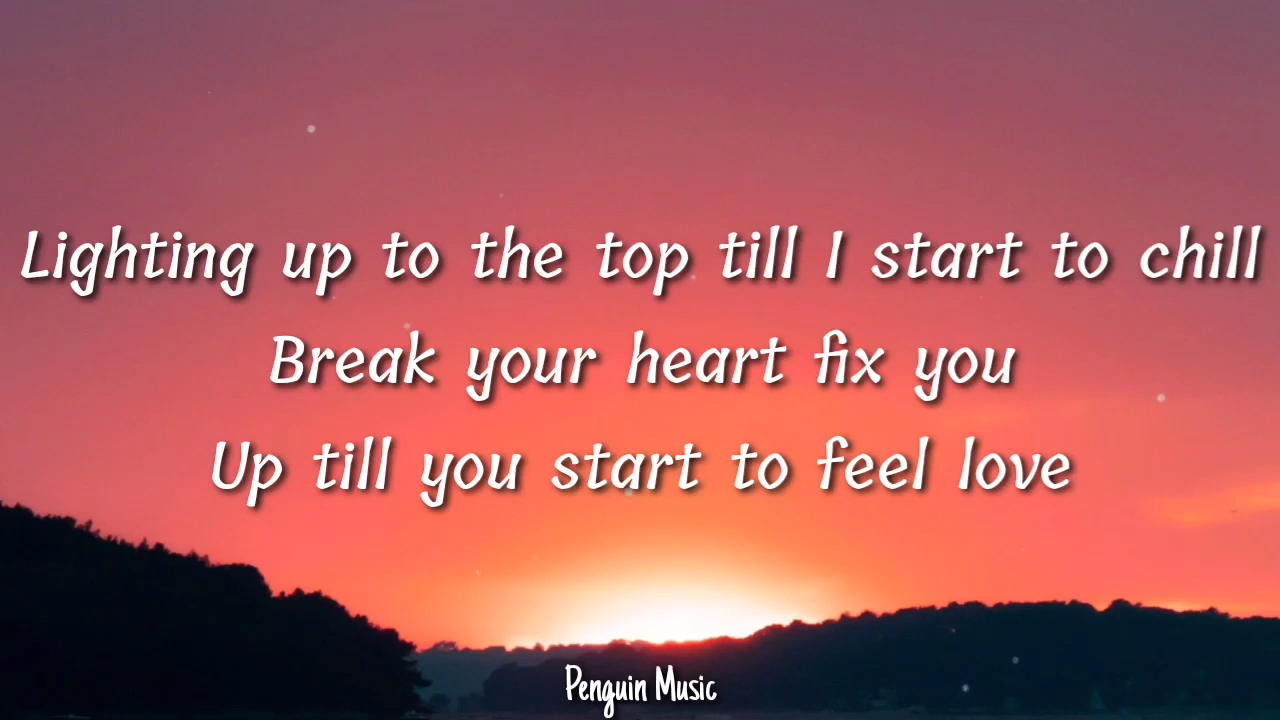 Lighting up to the top till I start to chill
Break your heart fix you
Up till you start to feel love
Penguin Music